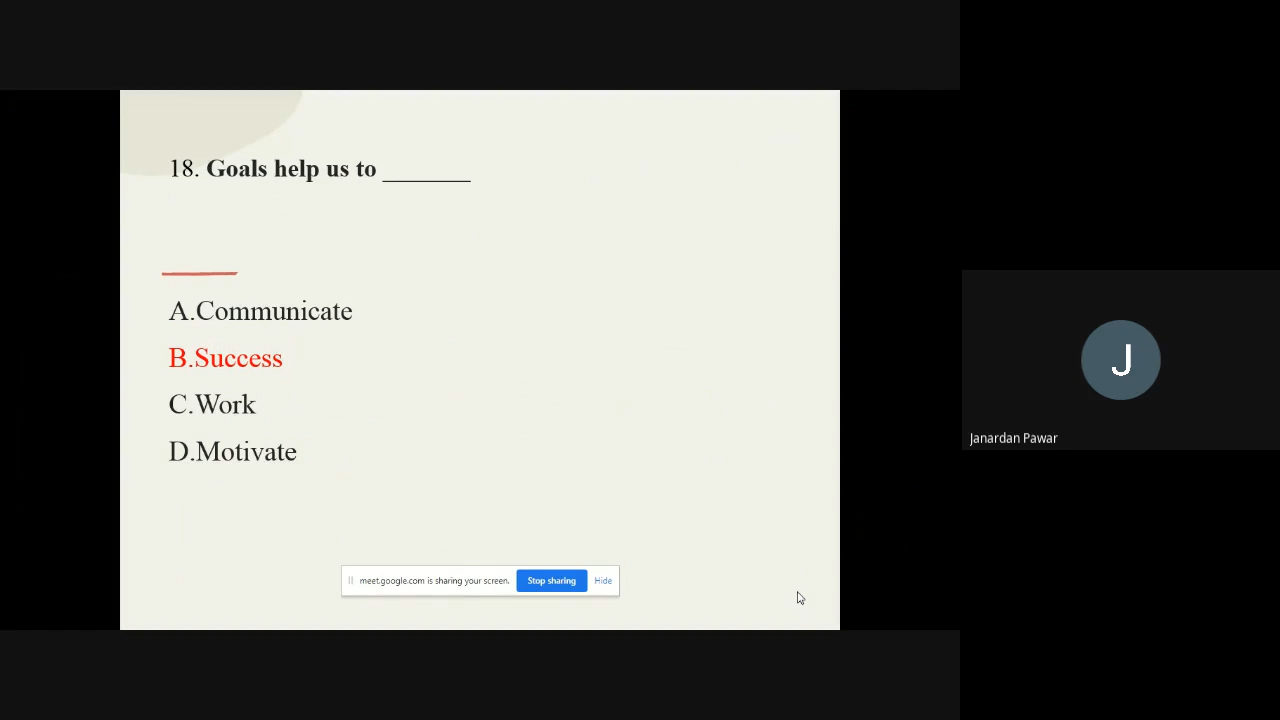 18. Goals help us to _______
A.Communicate
B.Success
C.Work
D.Motivate
meet.google.com is sharing your screen. Stop sharing Hide
J
Janardan Pawar